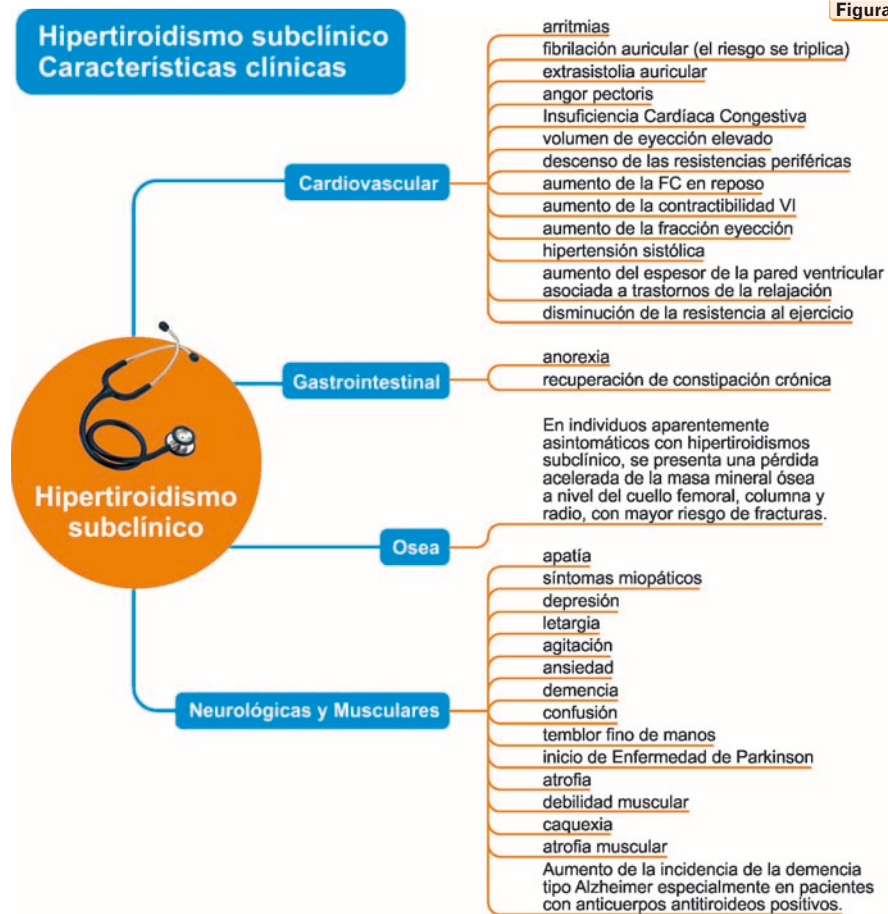 Figura
Hipertiroidismo subclínico
Características clínicas
arritmias
fibrilación auricular (el riesgo se triplica)
extrasistolia auricular
angor pectoris
Insuficiencia Cardíaca Congestiva
volumen de eyección elevado
descenso de las resistencias periféricas
Cardiovascular
aumento de la FC en reposo
aumento de la contractibilidad VI
aumento de la fracción eyección
hipertensión sistólica
aumento del espesor de la pared ventricular
asociada a trastornos de la relajación
disminución de la resistencia al ejercicio
Gastrointestinal
anorexia
recuperación de constipación crónica
Hipertiroidismo
subclínico
Osea
En individuos aparentemente
asintomáticos con hipertiroidismos
subclínico, se presenta una pérdida
acelerada de la masa mineral ósea
a nivel del cuello femoral, columna y
radio, con mayor riesgo de fracturas.
Neurológicas y Musculares
apatía
síntomas miopáticos
depresión
letargia
agitación
ansiedad
demencia
confusión
temblor fino de manos
inicio de Enfermedad de Parkinson
atrofia
debilidad muscular
caquexia
atrofia muscular
Aumento de la incidencia de la demencia
tipo Alzheimer especialmente en pacientes
con anticuerpos antitiroideos positivos.